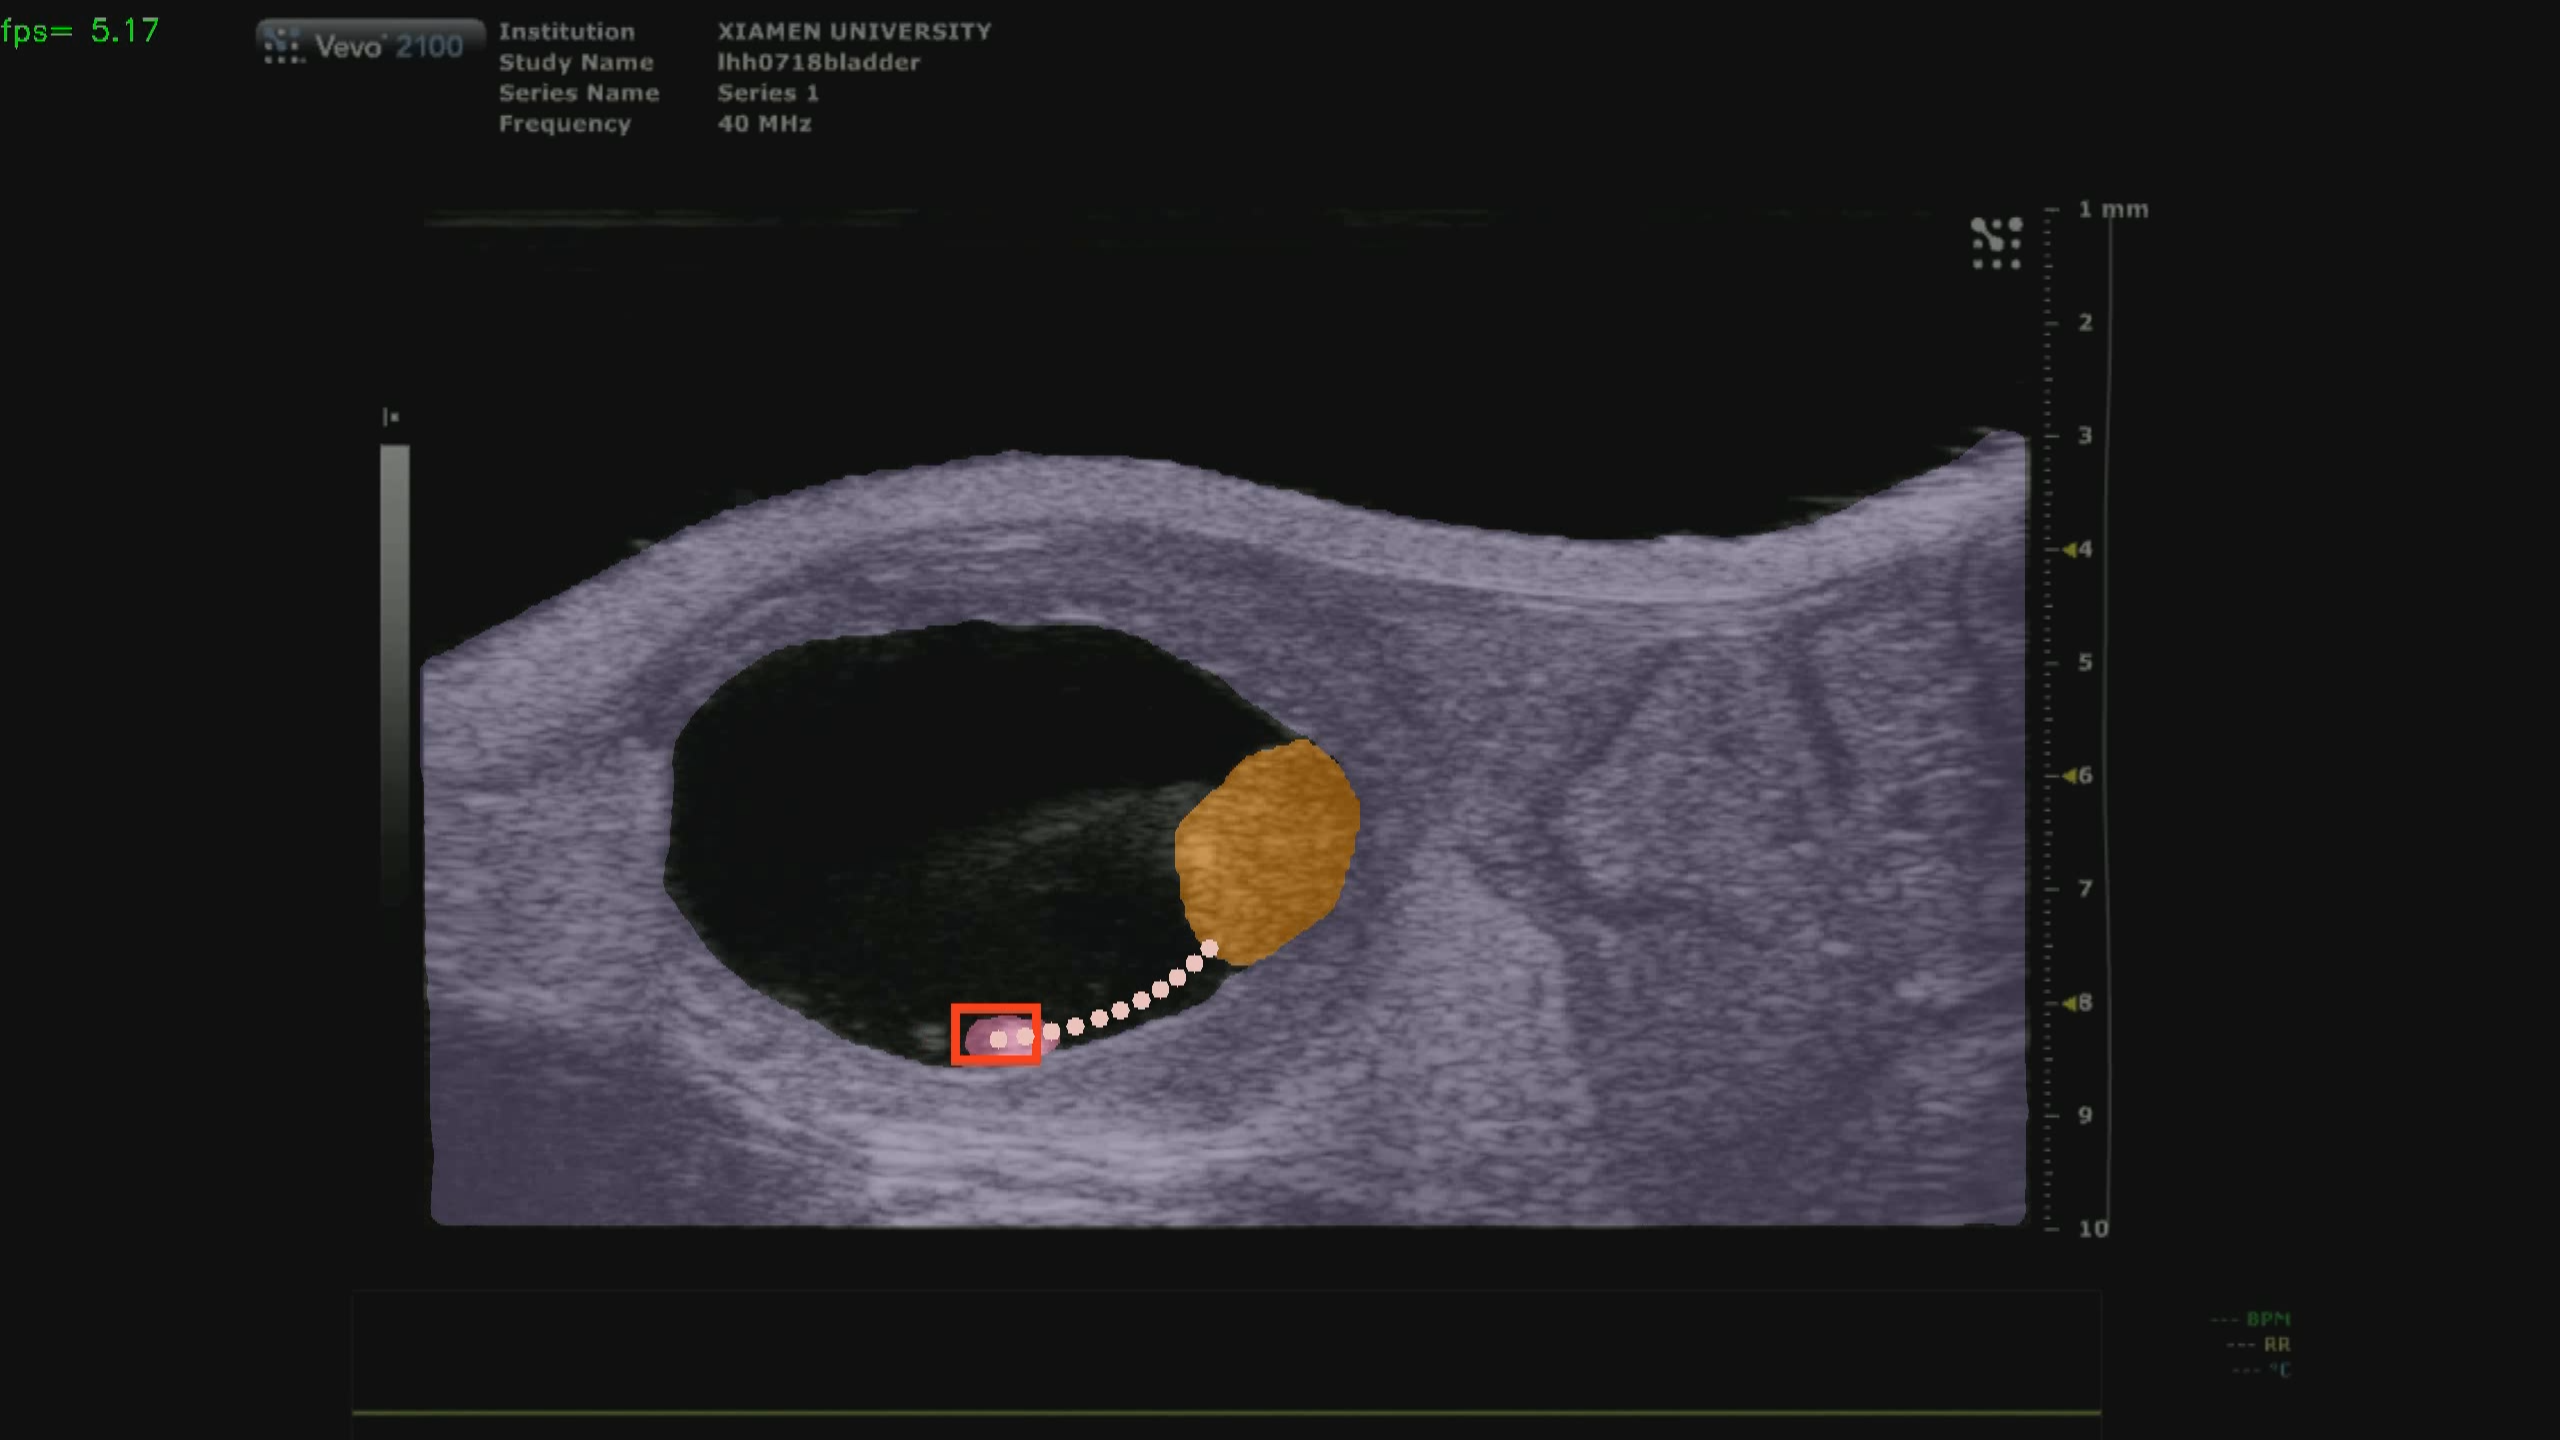 fps= 5.17
Vevo 2100
Institution XIAMEN UNIVERSITY
Study Name lhh0718bladder
Series Name Series 1
Frequency 40 MHz
1 mm
2
3
4
5
6
7
8
9
10
--- BPM
--- RR
--- °C